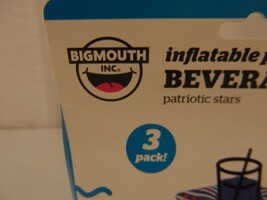 BIGMOUTH
INC®
inflatable
BEVERA
patriotic stars
3
pack!